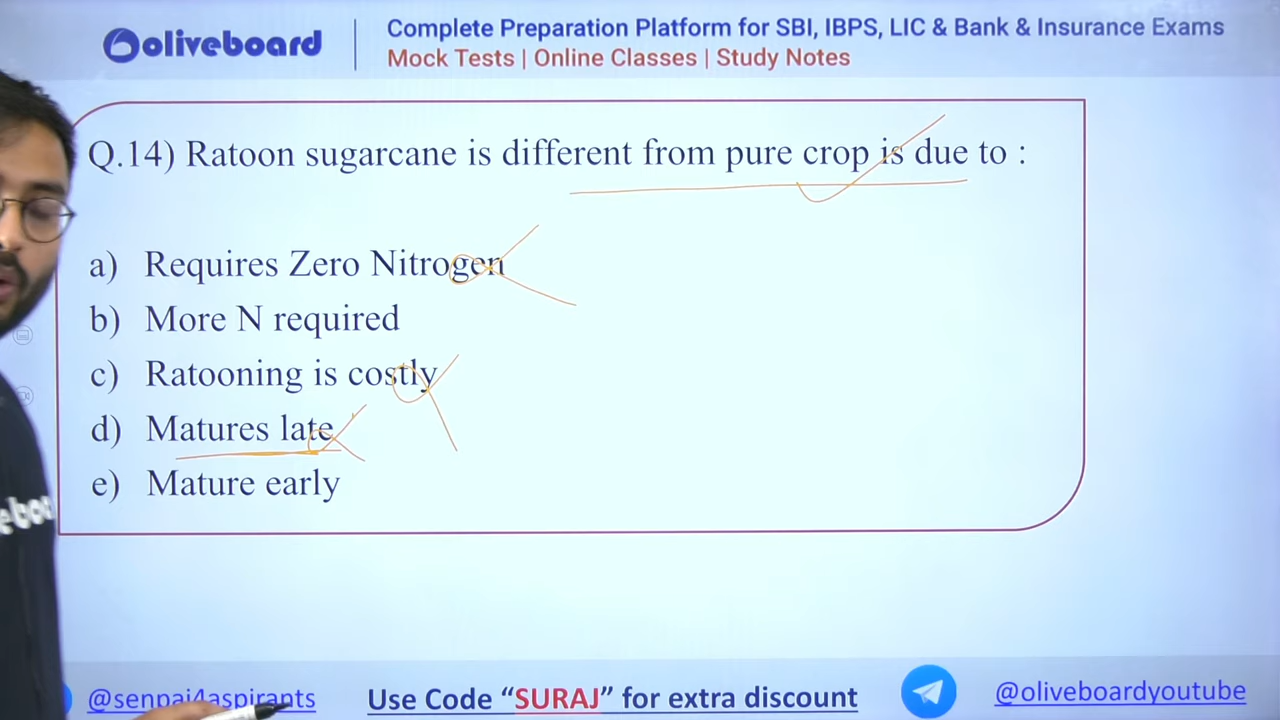 oliveboard
Complete Preparation Platform for SBI, IBPS, LIC & Bank & Insurance Exams
Mock Tests | Online Classes | Study Notes
Q.14) Ratoon sugarcane is different from pure crop is due to :
a) Requires Zero Nitrogen
b) More N required
c) Ratooning is costly
d) Matures late
e) Mature early
eboa
@senpai4aspirants
Use Code “SURAJ” for extra discount
@oliveboardyoutube